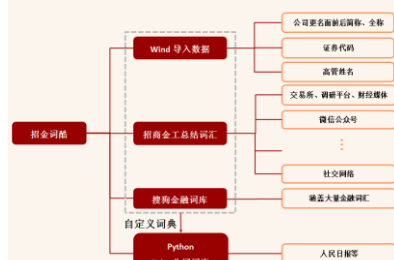 公司更名前前后简称、全称
Wind 导入数据
证券代码
高管姓名
交易所、调研平台、财经媒体
微信公众号
招金词酷
招商金工总结词汇
社交网络
搜狗金融词库
涵盖大量金融词汇
自定义词典
Python
人民日报等